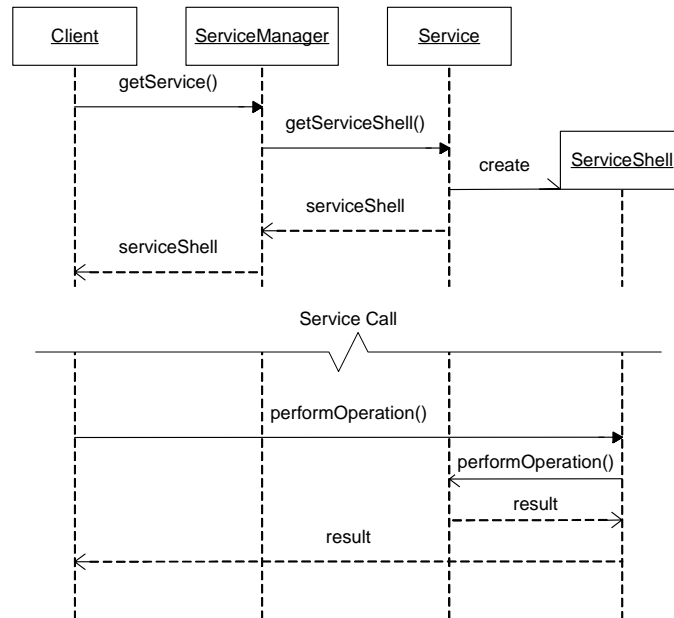 Client
ServiceManager
Service
getService()
getServiceShell()
create
ServiceShell
serviceShell
serviceShell
Service Call
performOperation()
performOperation()
result
result